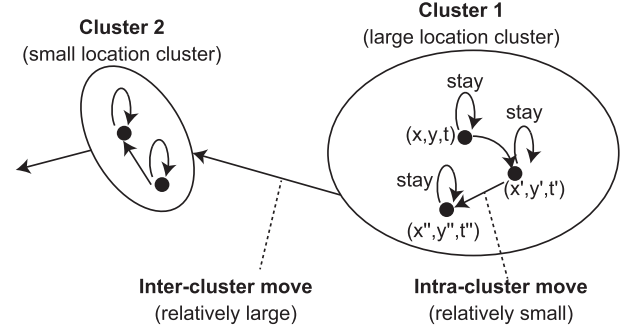 Cluster 2
(small location cluster)
Cluster 1
(large location cluster)
stay
(x,y,t)
stay
(x',y',t')
stay
(x",y",t")
Inter-cluster move
(relatively large)
Intra-cluster move
(relatively small)